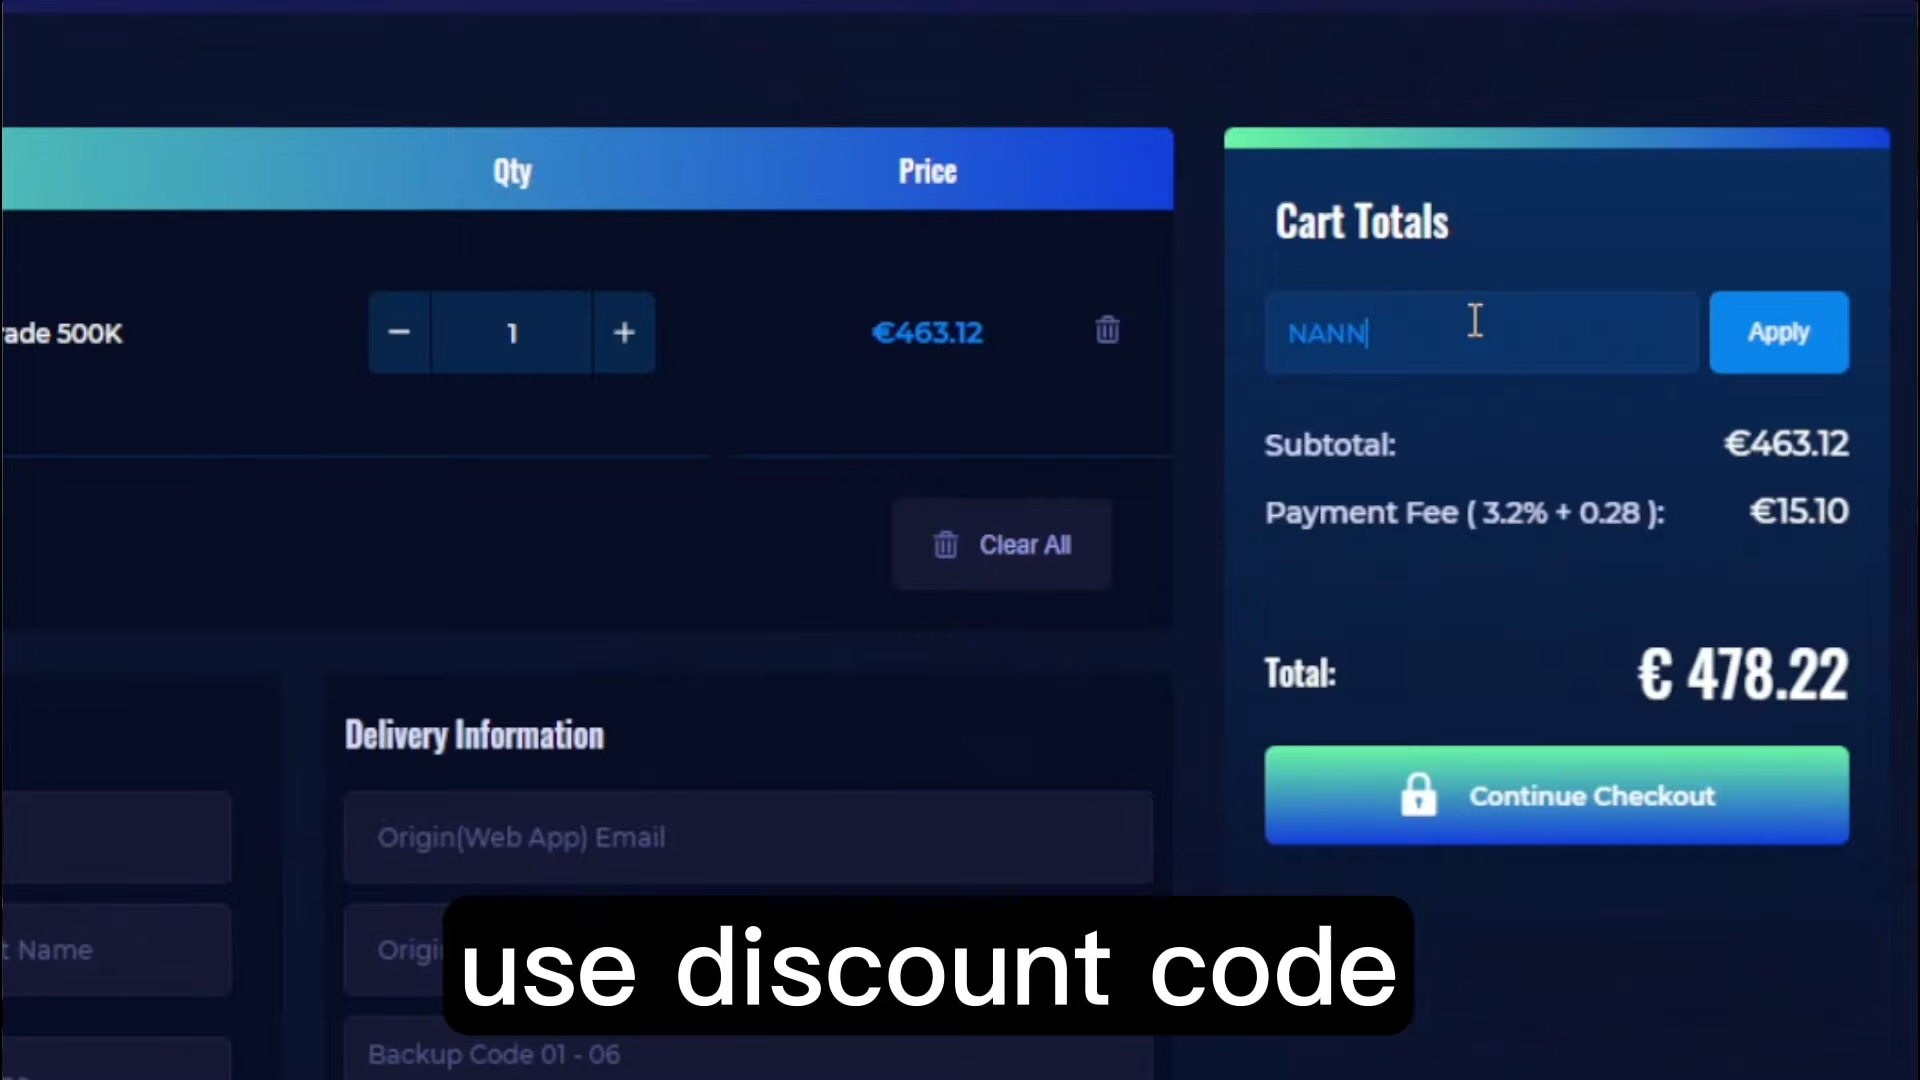 Qty Price
Cart Totals
ade 500K
1
€463.12
NANN
Apply
Subtotal: €463.12
Payment Fee ( 3.2% + 0.28 ): €15.10
Clear All
Total: € 478.22
Delivery Information
Continue Checkout
Origin(Web App) Email
t Name
Origi
use discount code
Backup Code 01 - 06